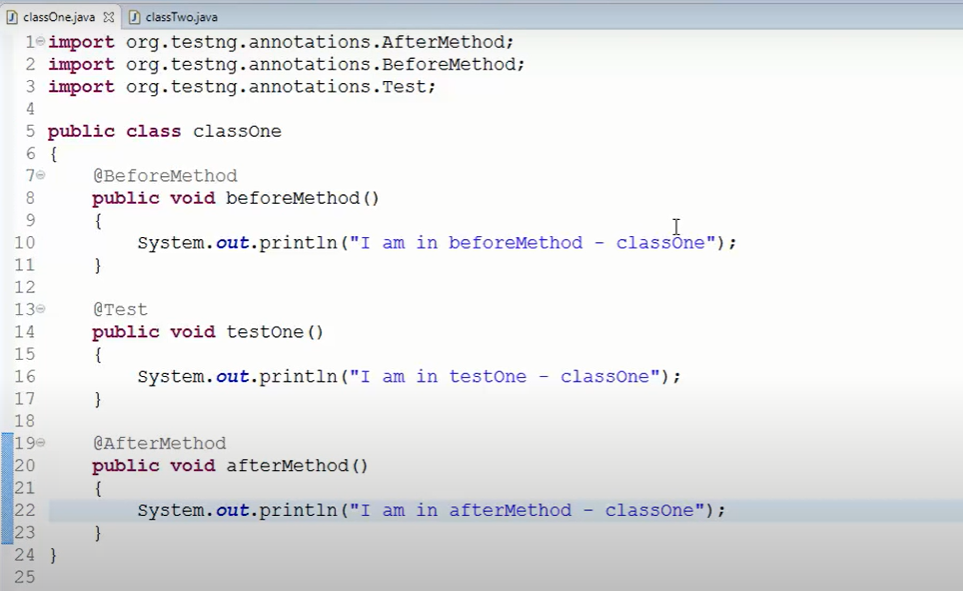 classOne.java classTwo.java
1 import org.testng.annotations.AfterMethod;
2 import org.testng.annotations.BeforeMethod;
3 import org.testng.annotations.Test;
4
5 public class classOne
6 {
7 @BeforeMethod
8 public void beforeMethod()
9 {
10 System.out.println("I am in beforeMethod - classOne");
11 }
12
13 @Test
14 public void testOne()
15 {
16 System.out.println("I am in testOne - classOne");
17 }
18
19 @AfterMethod
20 public void afterMethod()
21 {
22 System.out.println("I am in afterMethod - classOne");
23 }
24 }
25